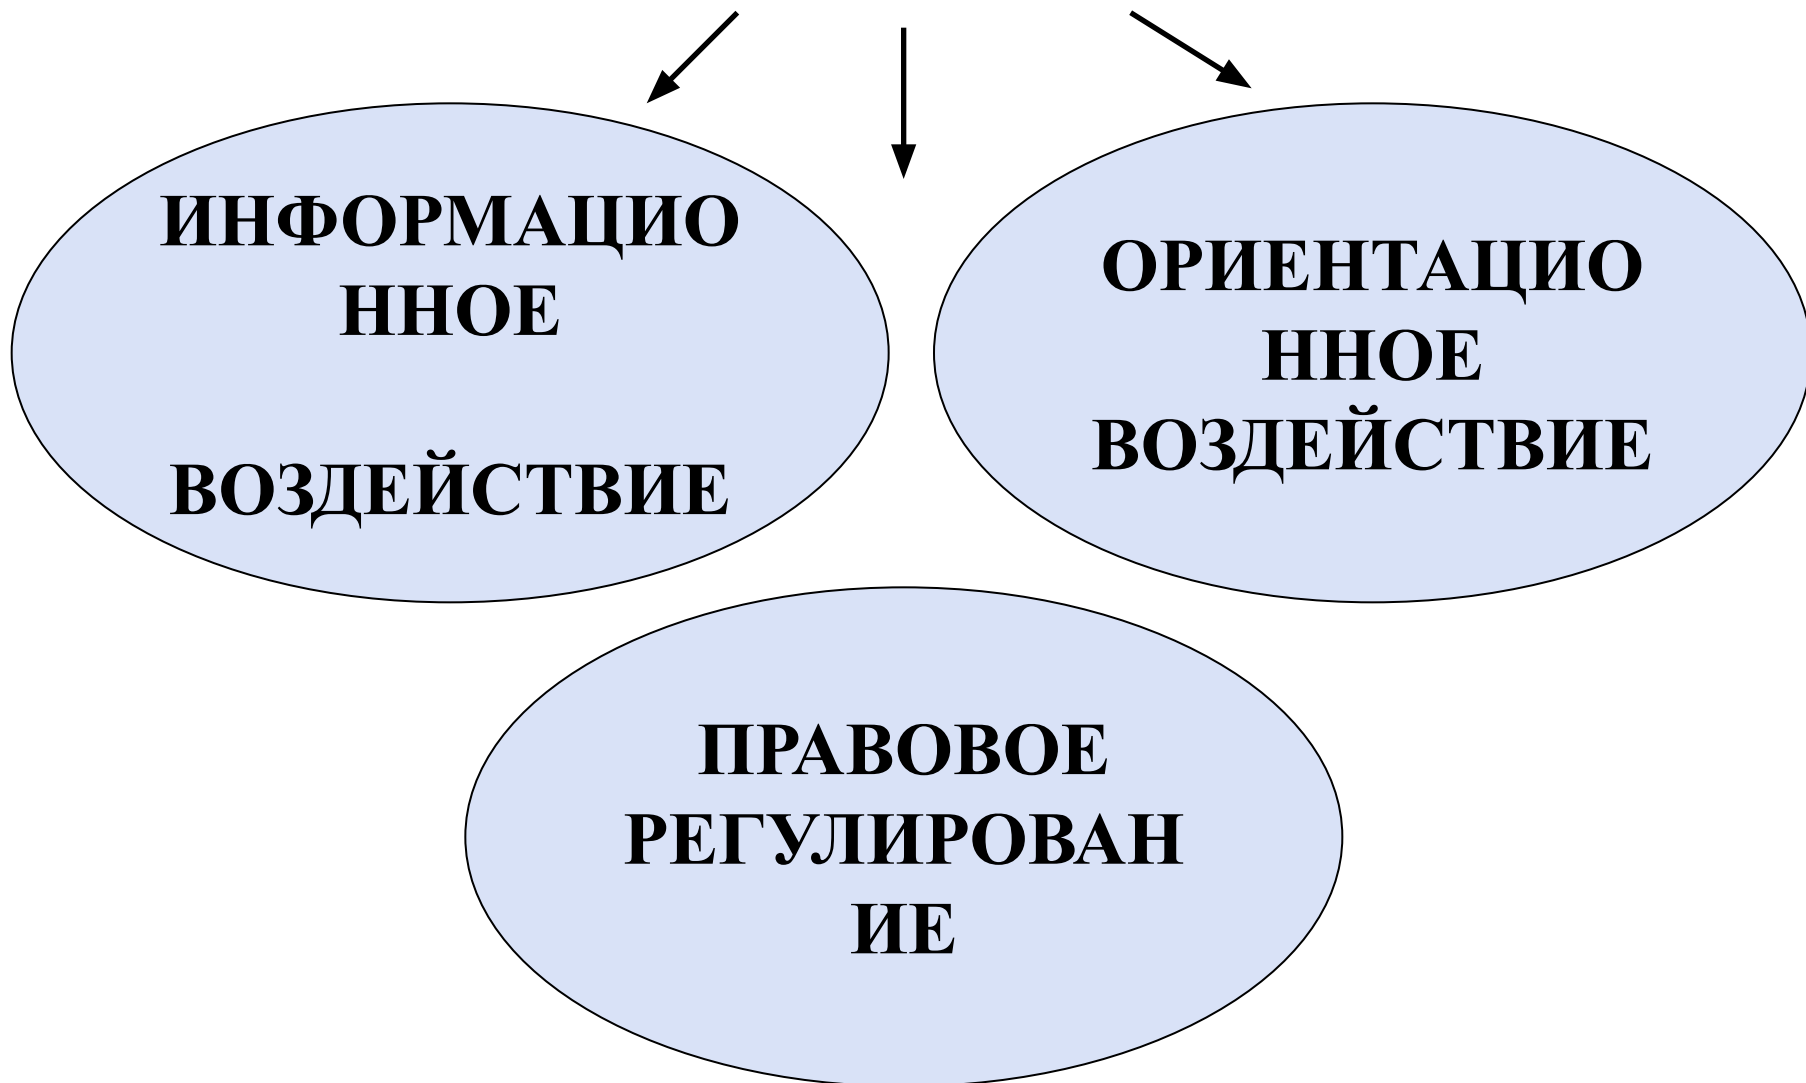 ИНФОРМАЦИО
ННОЕ
ВОЗДЕЙСТВИЕ
ОРИЕНТАЦИО
ННОЕ
ВОЗДЕЙСТВИЕ
ПРАВОВОЕ
РЕГУЛИРОВАН
ИЕ